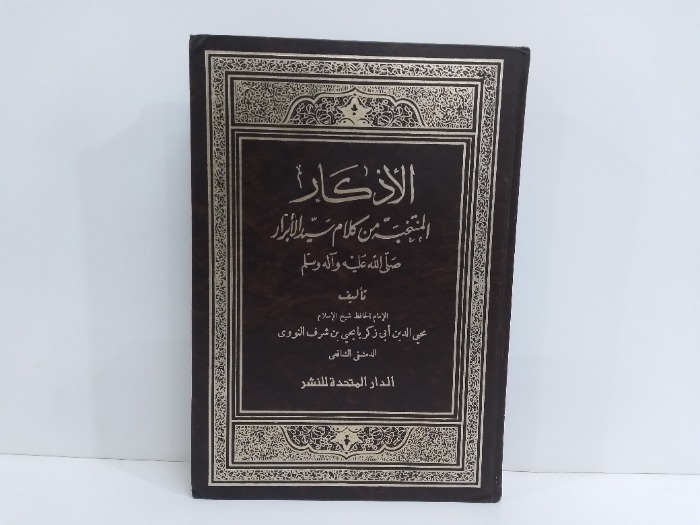 الأذكار
المنتخبة من كلام سيد الأبرار
صلى الله عليه وآله وسلم
تأليف
الإمام الحافظ شيخ الإسلام
محيي الدين أبي زكريا يحيى بن شرف النووي
الدمشقي الشافعي
الدار المتحدة للنشر